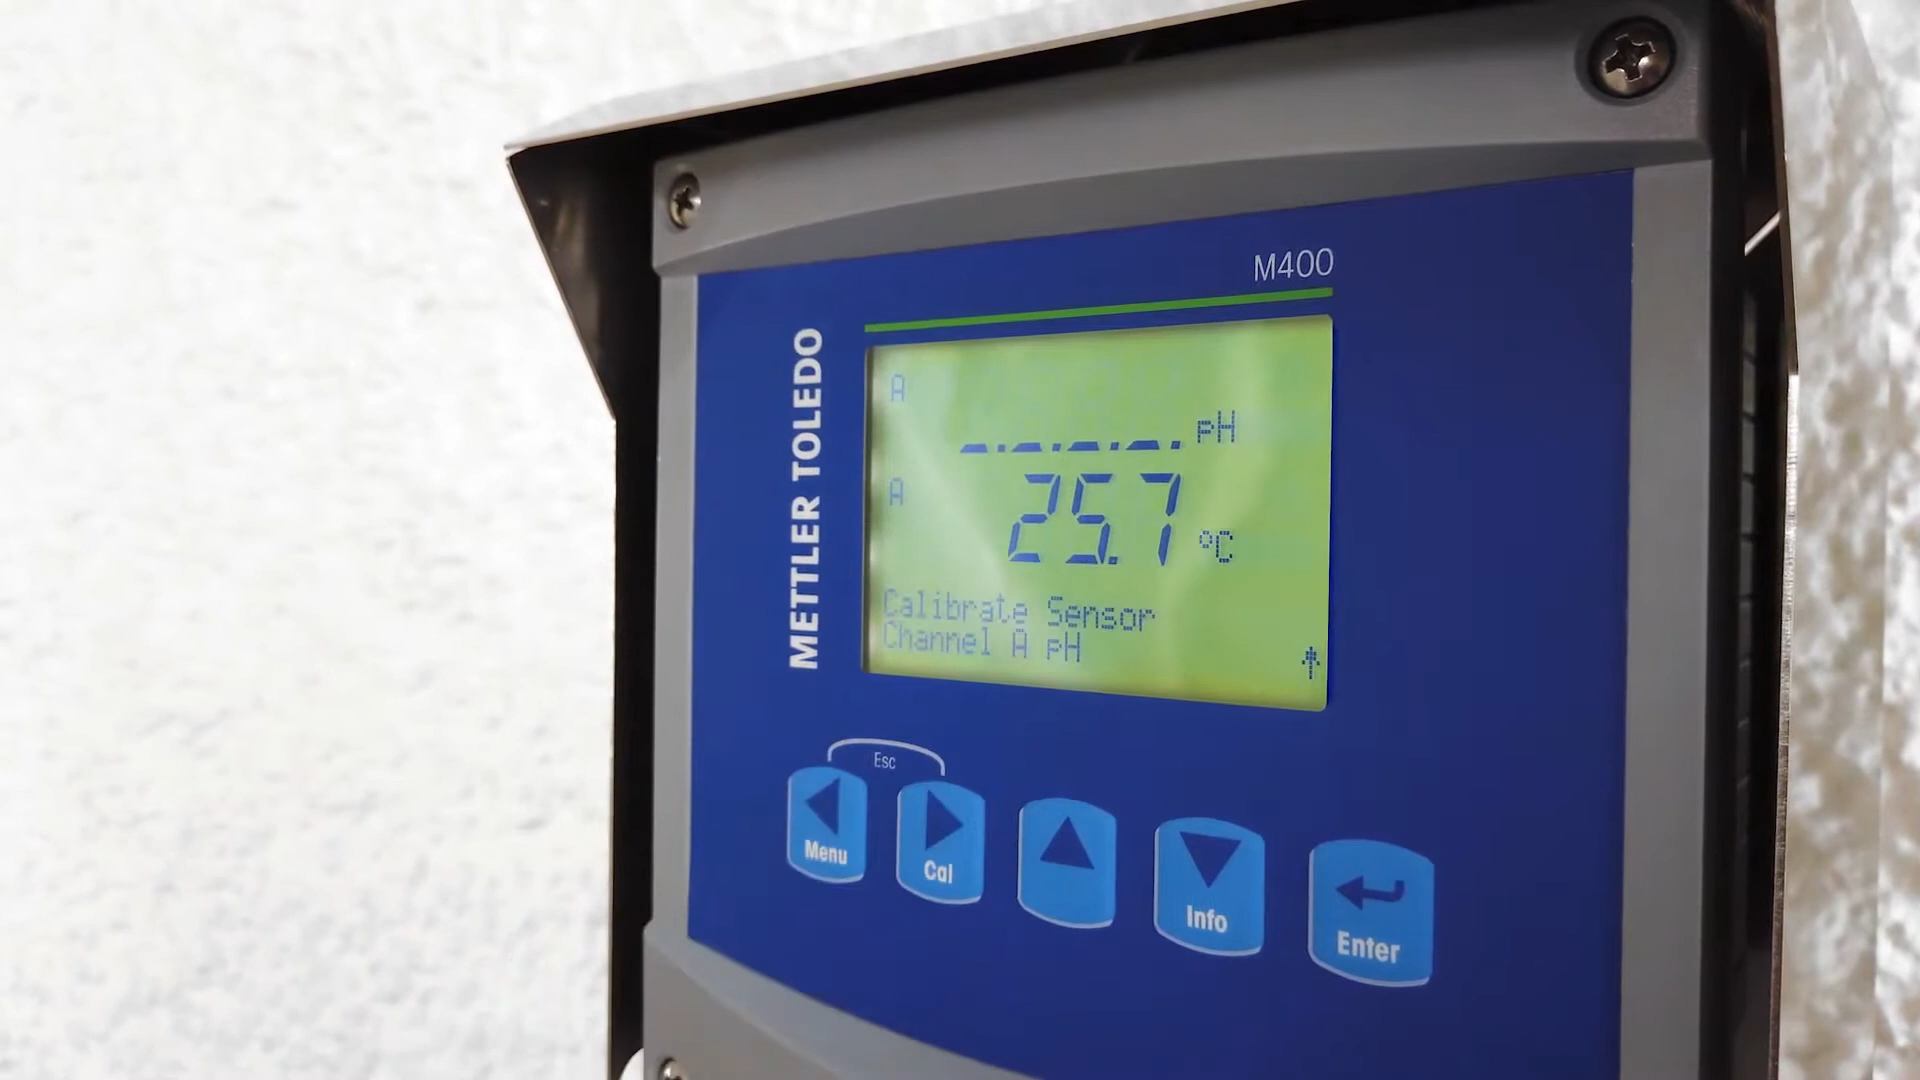 M400
METTLER TOLEDO
A
_._._._. pH
A 25.7 °C
Calibrate Sensor
Channel A pH
Esc
Menu
Cal
Info
Enter